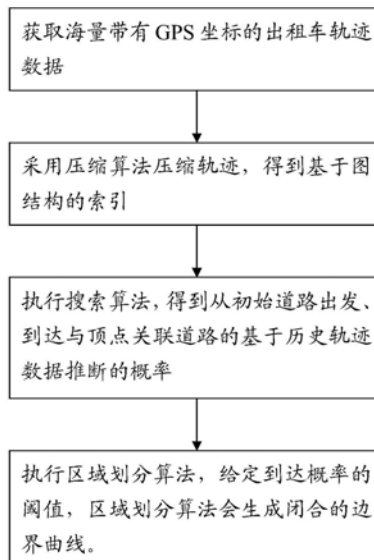 获取海量带有 GPS 坐标的出租车轨迹
数据
采用压缩算法压缩轨迹，得到基于图
结构的索引
执行搜索算法，得到从初始道路出发、
到达与顶点关联道路的基于历史轨迹
数据推断的概率
执行区域划分算法，给定到达概率的
阈值，区域划分算法会生成闭合的边
界曲线。